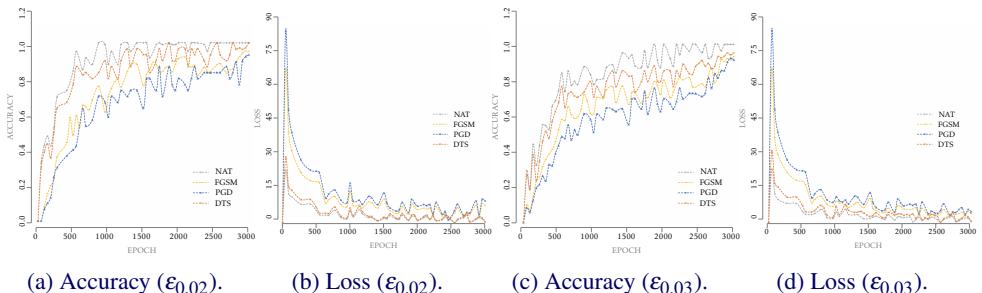 1.2
1.0
0.8
0.6
0.4
1.2
0.0
ACCURACY
0 500 1000 1500 2000 2500 3000
EPOCH
NAT
FGSM
PGD
DTS
(a) Accuracy (ε0.02).
90
75
60
45
30
15
0
LOSS
0 500 1000 1500 2000 2500 3000
EPOCH
NAT
FGSM
PGD
DTS
(b) Loss (ε0.02).
1.2
1.0
0.8
0.6
0.4
1.2
0.0
ACCURACY
0 500 1000 1500 2000 2500 3000
EPOCH
NAT
FGSM
PGD
DTS
(c) Accuracy (ε0.03).
90
75
60
45
30
15
0
LOSS
0 500 1000 1500 2000 2500 3000
EPOCH
NAT
FGSM
PGD
DTS
(d) Loss (ε0.03).